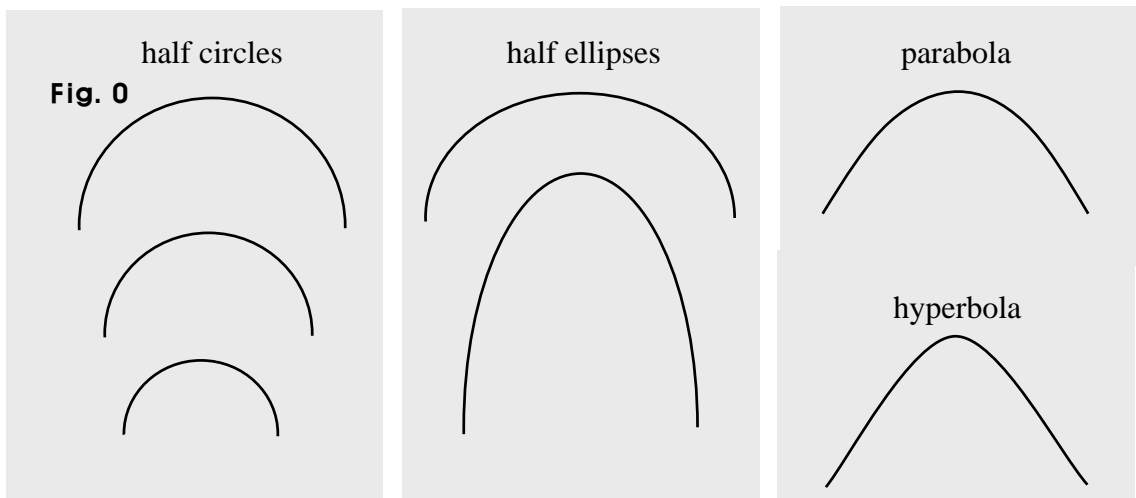 half circles
Fig. 0
half ellipses
parabola
hyperbola